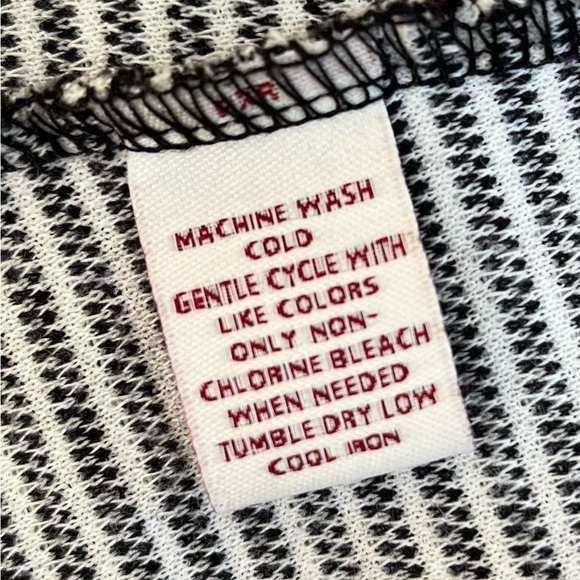 MACHINE WASH
COLD
GENTLE CYCLE WITH
LIKE COLORS
ONLY NON-
CHLORINE BLEACH
WHEN NEEDED
TUMBLE DRY LOW
COOL IRON